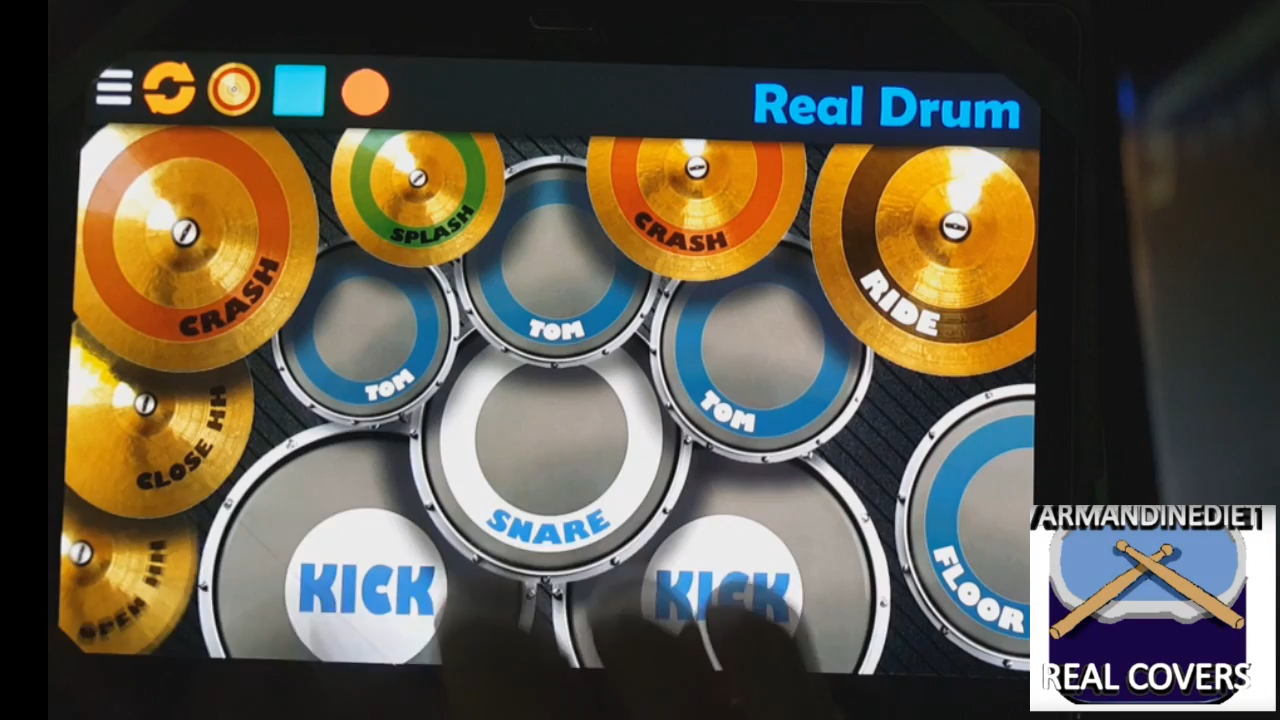 Real Drum
CRASH
SPLASH
CRASH
RIDE
TOM
TOM
TOM
CLOSE HH
SNARE
OPEN HH
KICK
KICK
FLOOR
ARMANDINEDIET
REAL COVERS